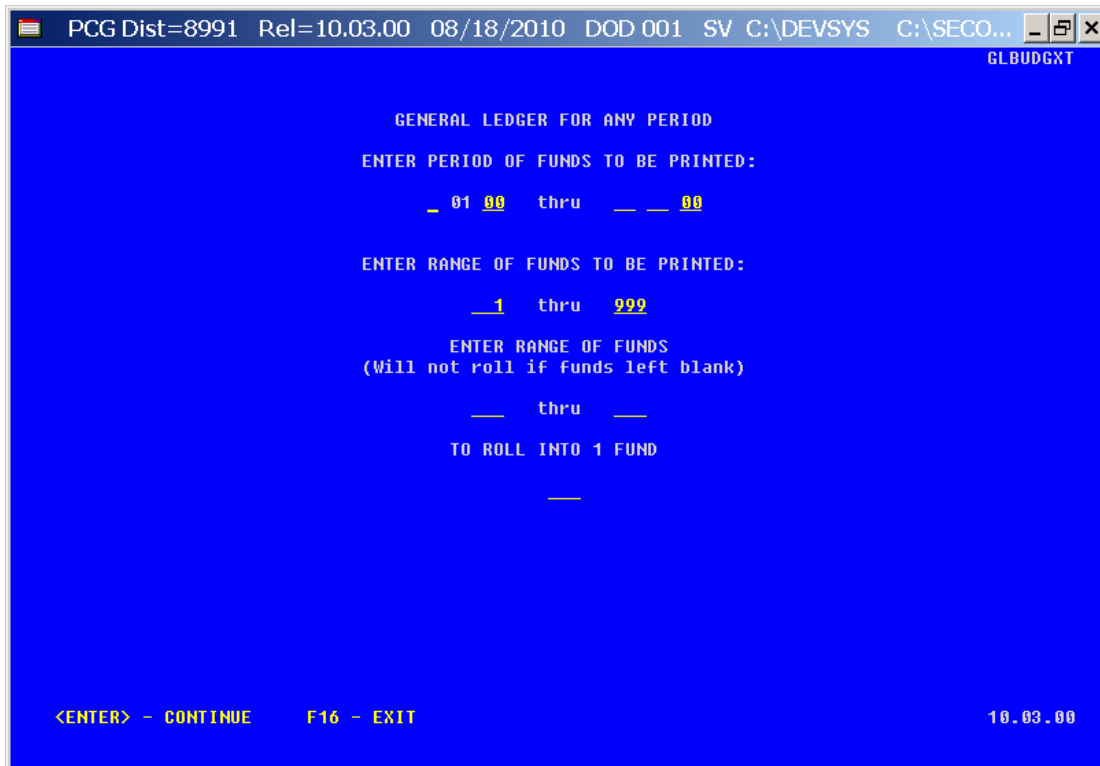 PCG Dist=8991 Rel=10.03.00 08/18/2010 DOD 001 SV C:\DEVSYS C:\SECO...
GLBUDGXT
GENERAL LEDGER FOR ANY PERIOD
ENTER PERIOD OF FUNDS TO BE PRINTED:
_ 01 00 thru __ __ 00
ENTER RANGE OF FUNDS TO BE PRINTED:
__1 thru 999
ENTER RANGE OF FUNDS
(Will not roll if funds left blank)
___ thru ___
TO ROLL INTO 1 FUND
___
<ENTER> - CONTINUE F16 - EXIT 10.03.00